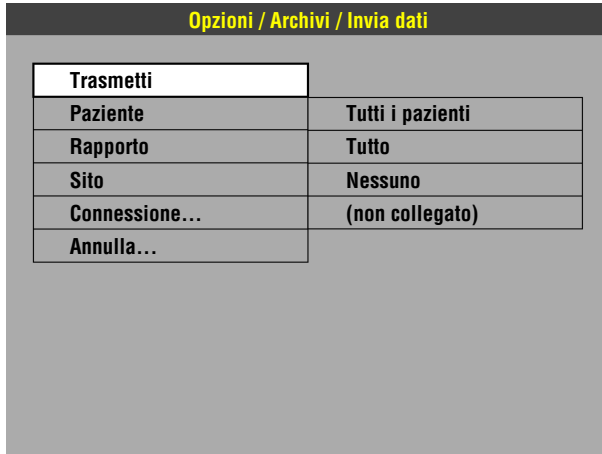 Opzioni / Archivi / Invia dati
Trasmetti
Paziente Tutti i pazienti
Rapporto Tutto
Sito Nessuno
Connessione... (non collegato)
Annulla...